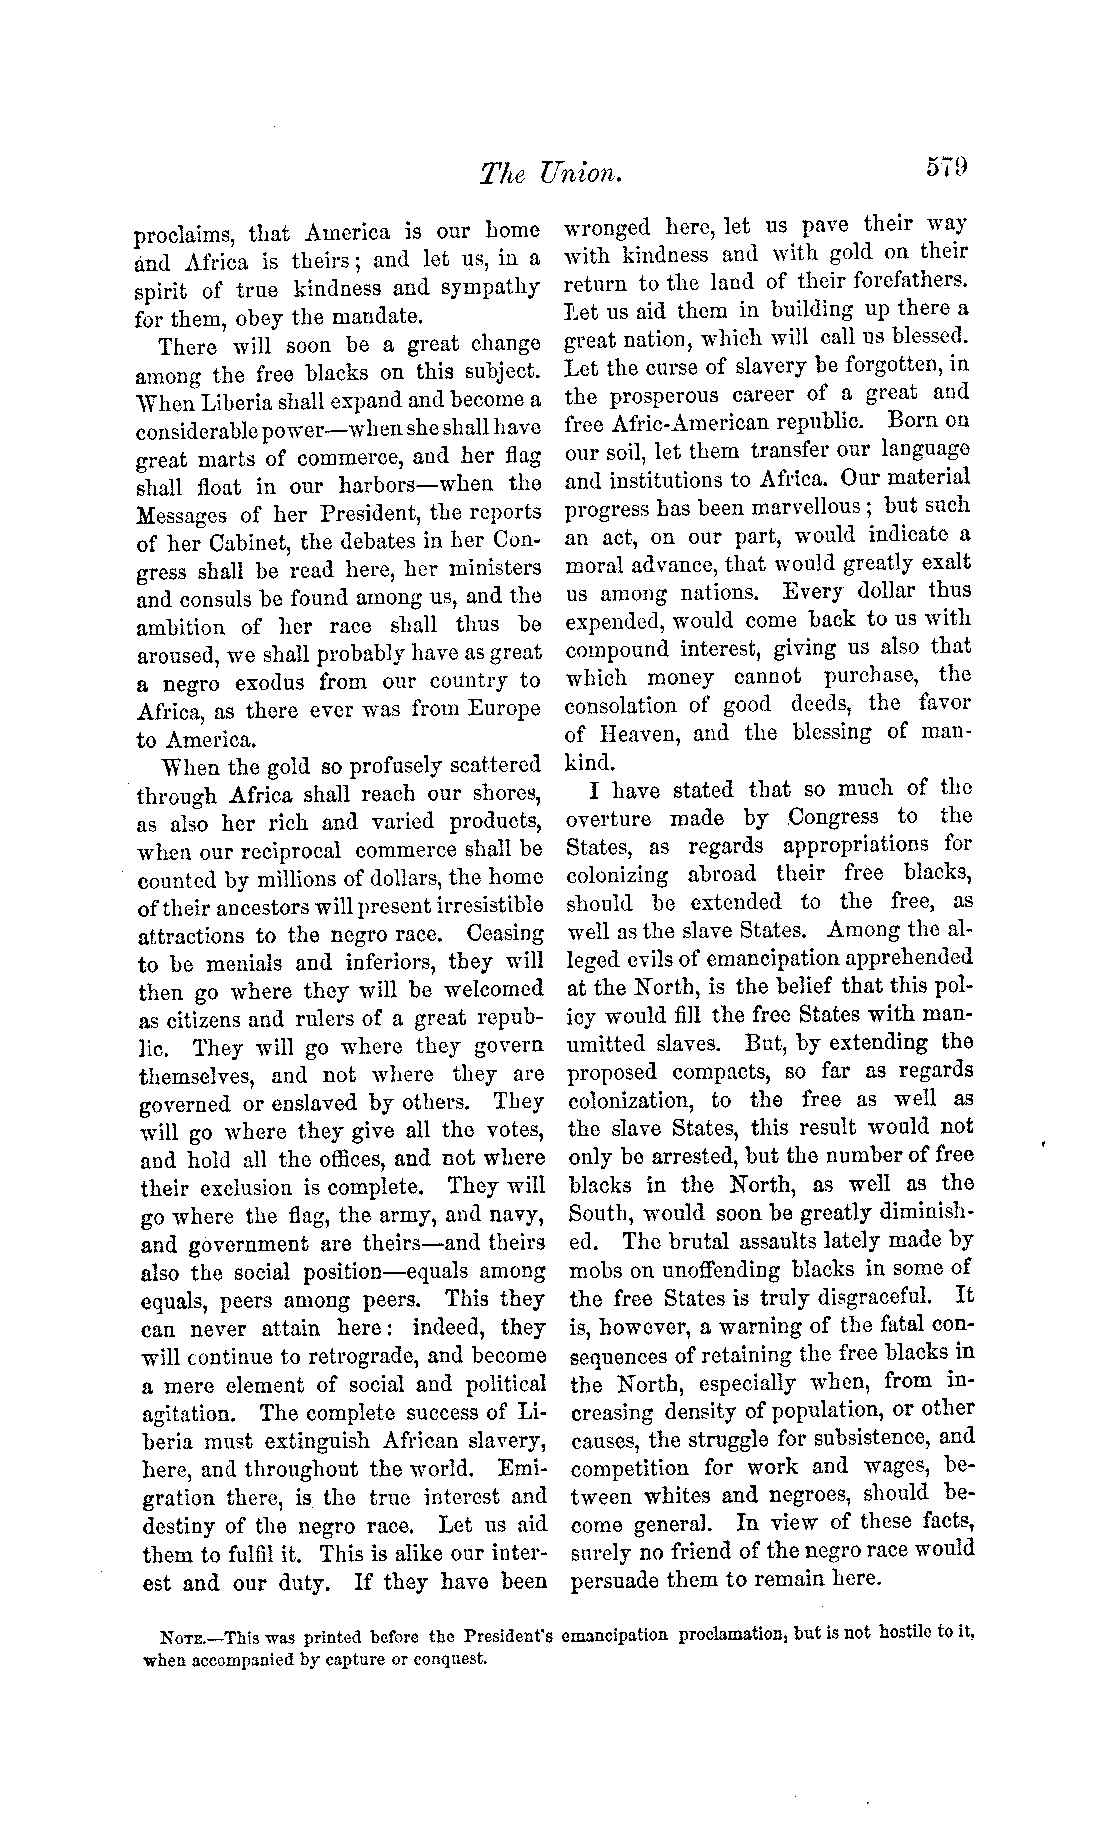 The Union.
579
proclaims, that America is our home
and Africa is theirs; and let us, in a
spirit of true kindness and sympathy
for them, obey the mandate.
There will soon be a great change
among the free blacks on this subject.
When Liberia shall expand and become a
considerable power—when she shall have
great marts of commerce, and her flag
shall float in our harbors—when the
Messages of her President, the reports
of her Cabinet, the debates in her Con-
gress shall be read here, her ministers
and consuls be found among us, and the
ambition of her race shall thus be
aroused, we shall probably have as great
a negro exodus from our country to
Africa, as there ever was from Europe
to America.
When the gold so profusely scattered
through Africa shall reach our shores,
as also her rich and varied products,
when our reciprocal commerce shall be
counted by millions of dollars, the home
of their ancestors will present irresistible
attractions to the negro race. Ceasing
to be menials and inferiors, they will
then go where they will be welcomed
as citizens and rulers of a great repub-
lic. They will go where they govern
themselves, and not where they are
governed or enslaved by others. They
will go where they give all the votes,
and hold all the offices, and not where
their exclusion is complete. They will
go where the flag, the army, and navy,
and government are theirs—and theirs
also the social position—equals among
equals, peers among peers. This they
can never attain here: indeed, they
will continue to retrograde, and become
a mere element of social and political
agitation. The complete success of Li-
beria must extinguish African slavery,
here, and throughout the world. Emi-
gration there, is the true interest and
destiny of the negro race. Let us aid
them to fulfil it. This is alike our inter-
est and our duty. If they have been
wronged here, let us pave their way
with kindness and with gold on their
return to the land of their forefathers.
Let us aid them in building up there a
great nation, which will call us blessed.
Let the curse of slavery be forgotten, in
the prosperous career of a great and
free Afric-American republic. Born on
our soil, let them transfer our language
and institutions to Africa. Our material
progress has been marvellous; but such
an act, on our part, would indicate a
moral advance, that would greatly exalt
us among nations. Every dollar thus
expended, would come back to us with
compound interest, giving us also that
which money cannot purchase, the
consolation of good deeds, the favor
of Heaven, and the blessing of man-
kind.
I have stated that so much of the
overture made by Congress to the
States, as regards appropriations for
colonizing abroad their free blacks,
should be extended to the free, as
well as the slave States. Among the al-
leged evils of emancipation apprehended
at the North, is the belief that this pol-
icy would fill the free States with man-
umitted slaves. But, by extending the
proposed compacts, so far as regards
colonization, to the free as well as
the slave States, this result would not
only be arrested, but the number of free
blacks in the North, as well as the
South, would soon be greatly diminish-
ed. The brutal assaults lately made by
mobs on unoffending blacks in some of
the free States is truly disgraceful. It
is, however, a warning of the fatal con-
sequences of retaining the free blacks in
the North, especially when, from in-
creasing density of population, or other
causes, the struggle for subsistence, and
competition for work and wages, be-
tween whites and negroes, should be-
come general. In view of these facts,
surely no friend of the negro race would
persuade them to remain here.
NOTE.—This was printed before the President's emancipation proclamation, but is not hostile to it,
when accompanied by capture or conquest.